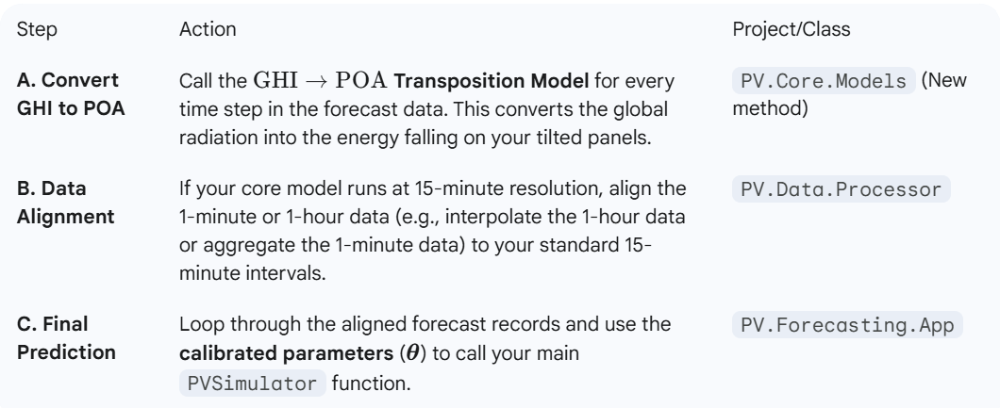 Step Action Project/Class
A. Convert Call the GHI → POA Transposition Model for every PV.Core.Models (New
GHI to POA time step in the forecast data. This converts the global method)
radiation into the energy falling on your tilted panels.
B. Data If your core model runs at 15-minute resolution, align the PV.Data.Processor
Alignment 1-minute or 1-hour data (e.g., interpolate the 1-hour data
or aggregate the 1-minute data) to your standard 15-
minute intervals.
C. Final Loop through the aligned forecast records and use the PV.Forecasting.App
Prediction calibrated parameters (θ) to call your main
PVSimulator function.